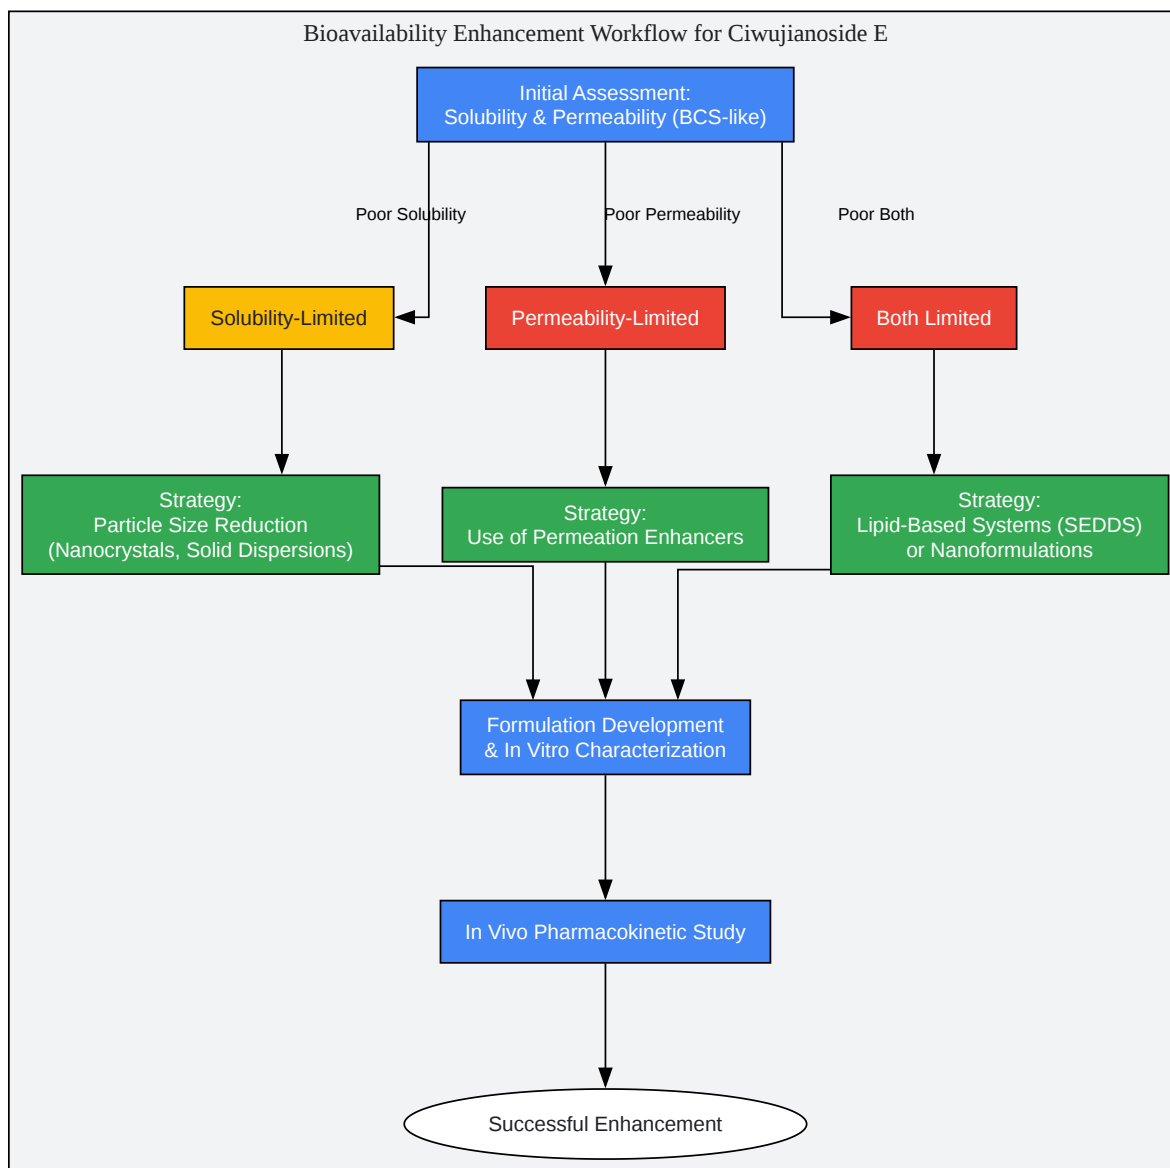 Bioavailability Enhancement Workflow for Ciwujianoside E
Initial Assessment:
Solubility & Permeability (BCS-like)
Poor Solubility
Poor Permeability
Poor Both
Solubility-Limited
Permeability-Limited
Both Limited
Strategy:
Particle Size Reduction
(Nanocrystals, Solid Dispersions)
Strategy:
Use of Permeation Enhancers
Strategy:
Lipid-Based Systems (SEDDS)
or Nanoformulations
Formulation Development
& In Vitro Characterization
In Vivo Pharmacokinetic Study
Successful Enhancement